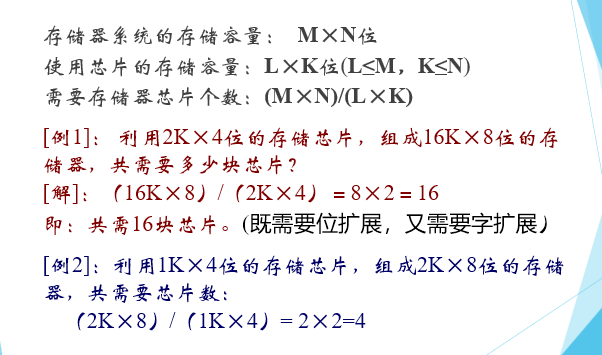 存储器系统的存储容量： M×N位
使用芯片的存储容量：L×K位(L≤M，K≤N)
需要存储器芯片个数：(M×N)/(L×K)
[例1]： 利用2K×4位的存储芯片，组成16K×8位的存
储器，共需要多少块芯片？
[解]：（16K×8）/（2K×4）＝8×2＝16
即：共需16块芯片。(既需要位扩展，又需要字扩展）
[例2]：利用1K×4位的存储芯片，组成2K×8位的存储
器，共需要芯片数：
（2K×8）/（1K×4）= 2×2=4